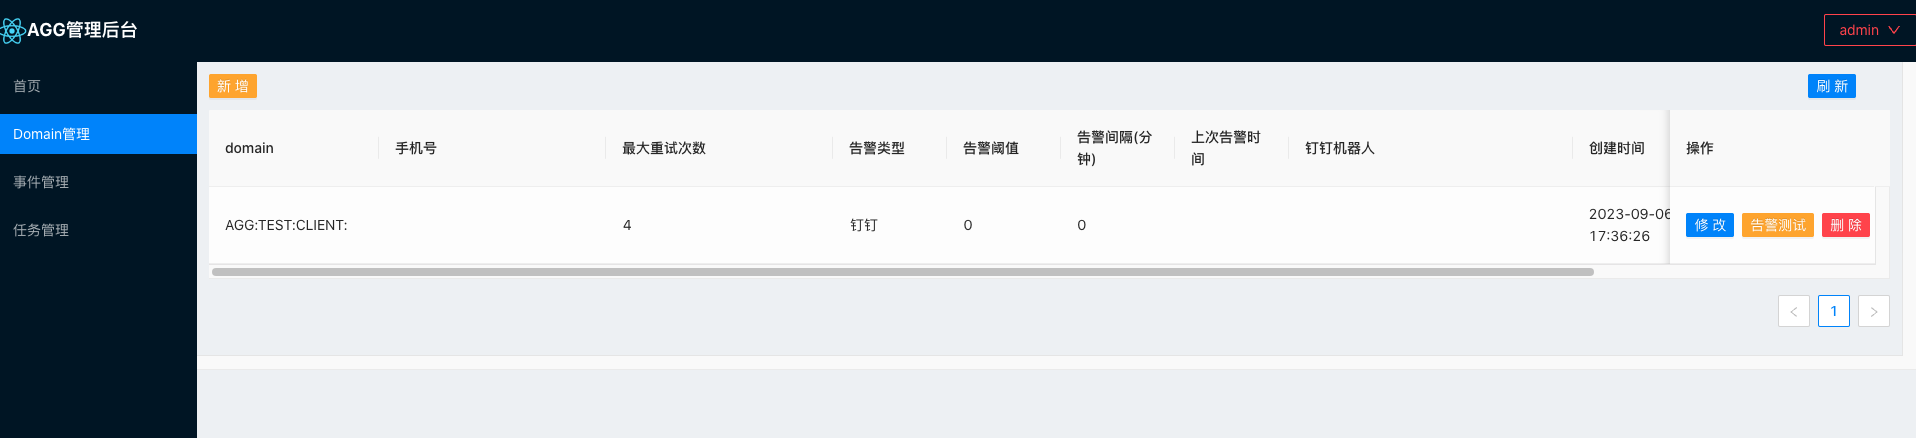 AGG管理后台
admin
首页
Domain管理
事件管理
任务管理
新 增
刷 新
domain
手机号
最大重试次数
告警类型
告警阈值
告警间隔(分
钟)
上次告警时
间
钉钉机器人
创建时间
操作
AGG:TEST:CLIENT:
4
钉钉
0
0
2023-09-06
17:36:26
修 改
告警测试
删 除
1